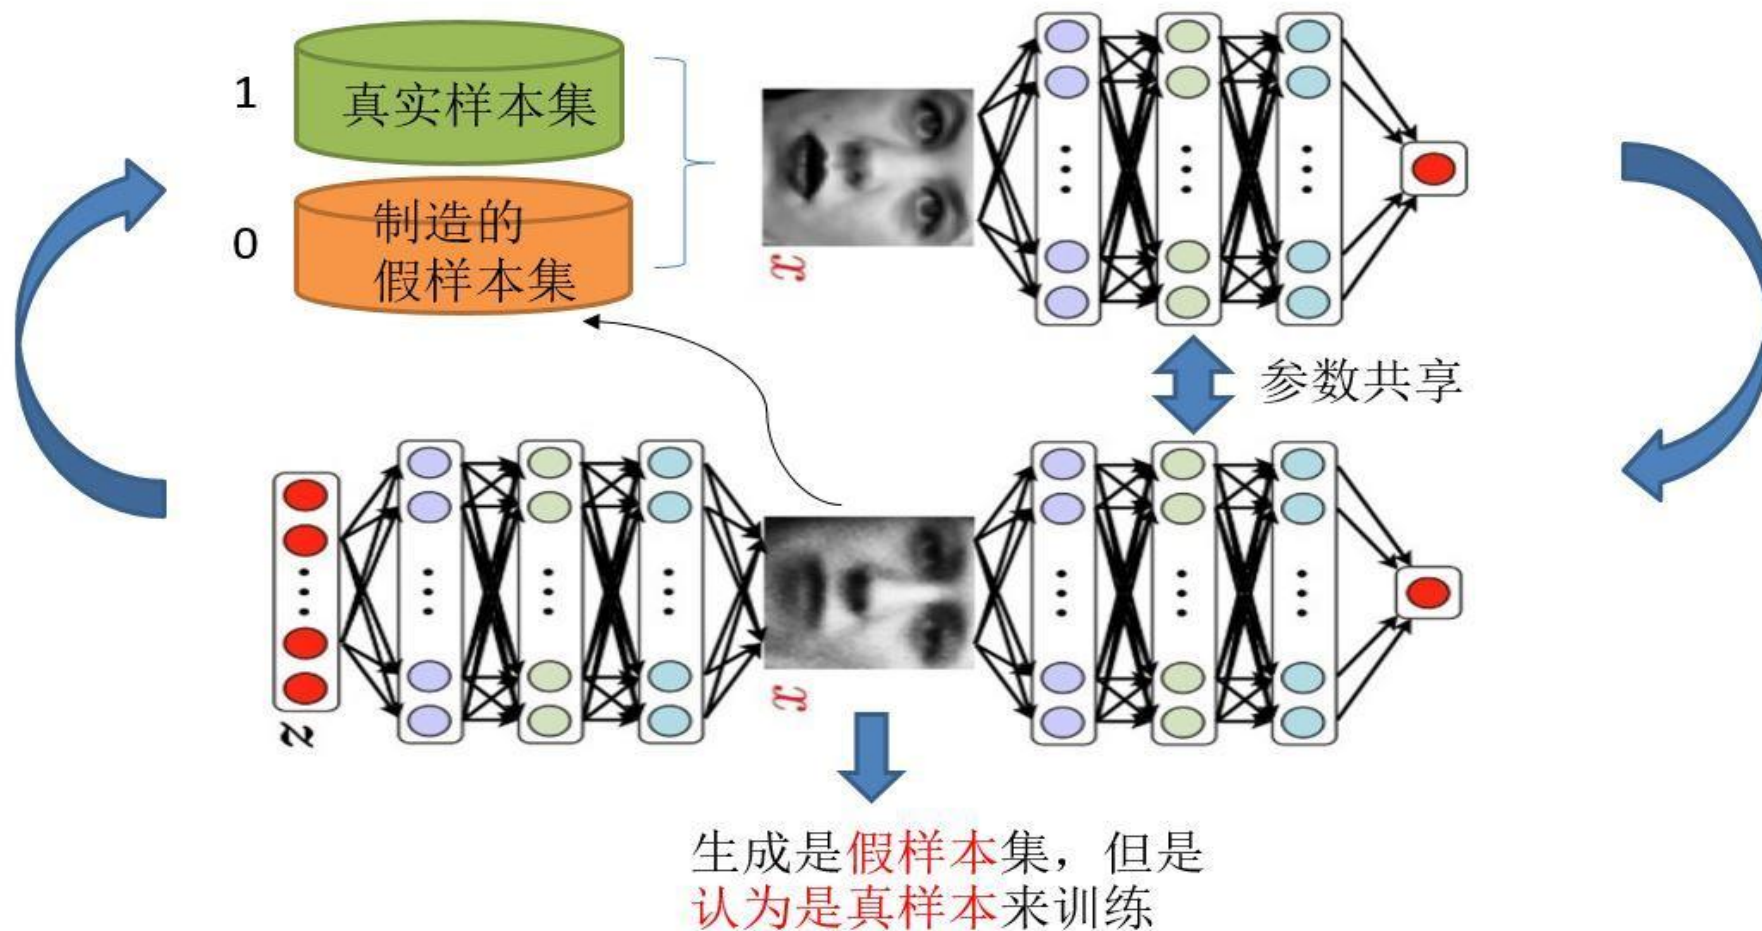 1
真实样本集
0
制造的
假样本集
x
参数共享
z
x
生成是假样本集，但是
认为是真样本来训练